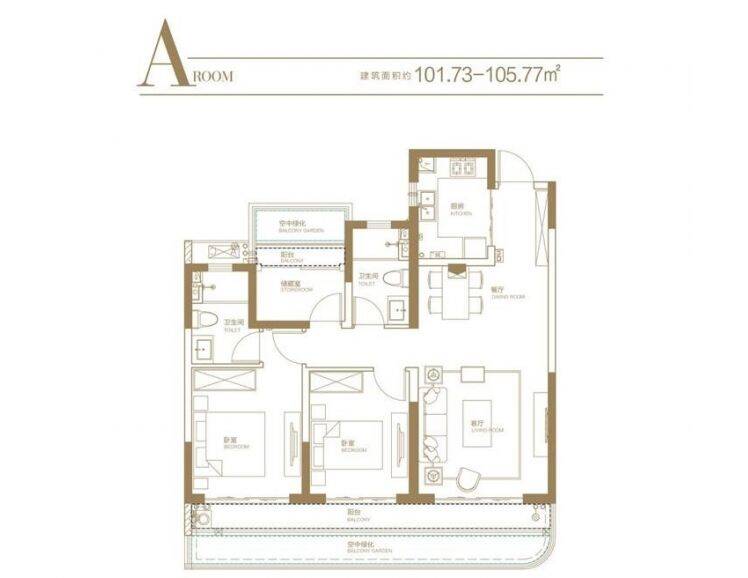 A ROOM
建筑面积约 101.73-105.77㎡
厨房
KITCHEN
空中绿化
BALCONY GARDEN
阳台
BALCONY
储藏室
STOREROOM
卫生间
TOILET
餐厅
DINING ROOM
卫生间
TOILET
卧室
BEDROOM
卧室
BEDROOM
客厅
LIVING ROOM
阳台
BALCONY
空中绿化
BALCONY GARDEN